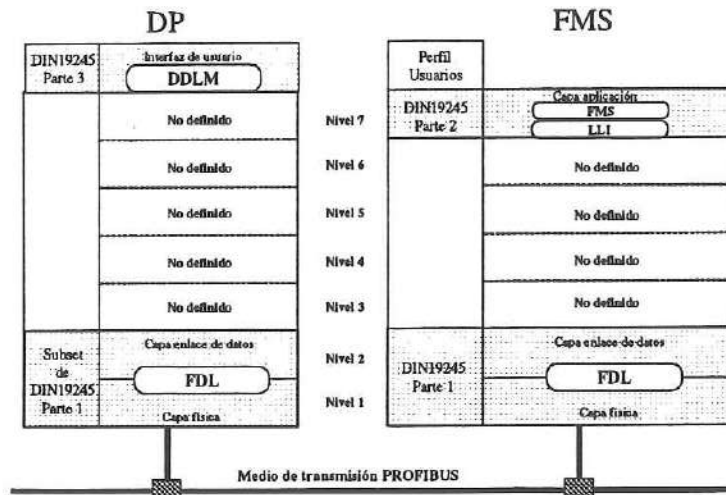 DP
DIN19245
Parte 3
Interfaz de usuario
DDLM
No definido
No definido
No definido
No definido
No definido
Subset
de
DIN19245
Parte 1
Capa enlace de datos
FDL
Capa física
Nivel 7
Nivel 6
Nivel 5
Nivel 4
Nivel 3
Nivel 2
Nivel 1
FMS
Perfil
Usuarios
DIN19245
Parte 2
Capa aplicación
FMS
LLI
No definido
No definido
No definido
No definido
DIN19245
Parte 1
Capa enlace de datos
FDL
Capa física
Medio de transmisión PROFIBUS